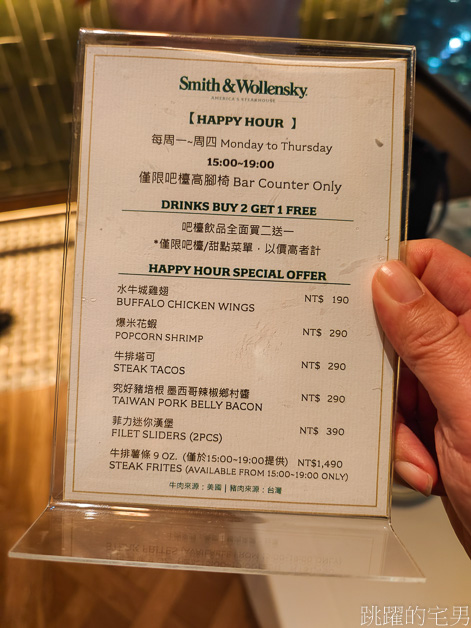 Smith & Wollensky
AMERICA'S STEAKHOUSE
【HAPPY HOUR 】
每周一~周四 Monday to Thursday
15:00~19:00
僅限吧檯高腳椅 Bar Counter Only
DRINKS BUY 2 GET 1 FREE
吧檯飲品全面買二送一
*僅限吧檯/甜點菜單，以價高者計
HAPPY HOUR SPECIAL OFFER
水牛城雞翅
BUFFALO CHICKEN WINGS NT$ 190
爆米花蝦
POPCORN SHRIMP NT$ 290
牛排塔可
STEAK TACOS NT$ 290
究好豬培根 墨西哥辣椒鄉村醬
TAIWAN PORK BELLY BACON NT$ 290
菲力迷你漢堡
FILET SLIDERS (2PCS) NT$ 390
牛排薯條 9 OZ. (僅於15:00~19:00提供) NT$1,490
STEAK FRITES (AVAILABLE FROM 15:00~19:00 ONLY)
牛肉來源：美國 | 豬肉來源：台灣
跳躍的宅男